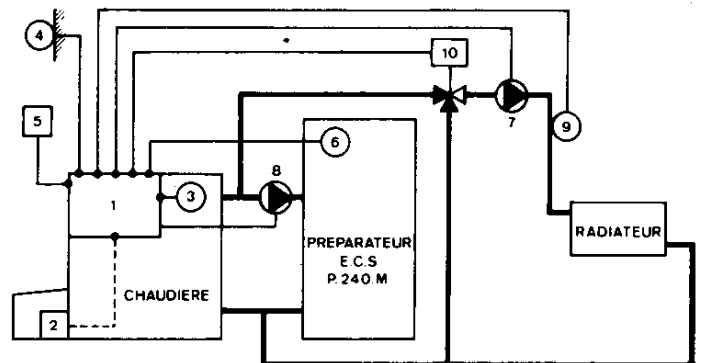 4
10
5
6
7
9
8
3
1
PREPARATEUR
E.C.S
P.240.M
RADIATEUR
CHAUDIERE
2